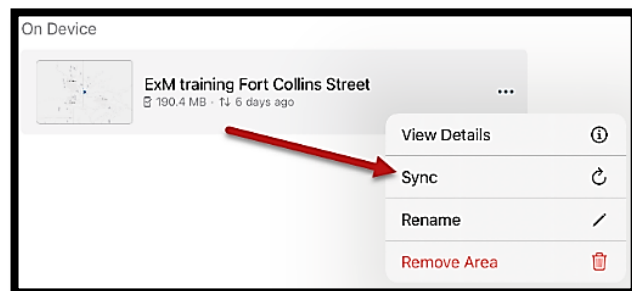 On Device
ExM training Fort Collins Street
190.4 MB · ↑↓ 6 days ago
View Details
Sync
Rename
Remove Area